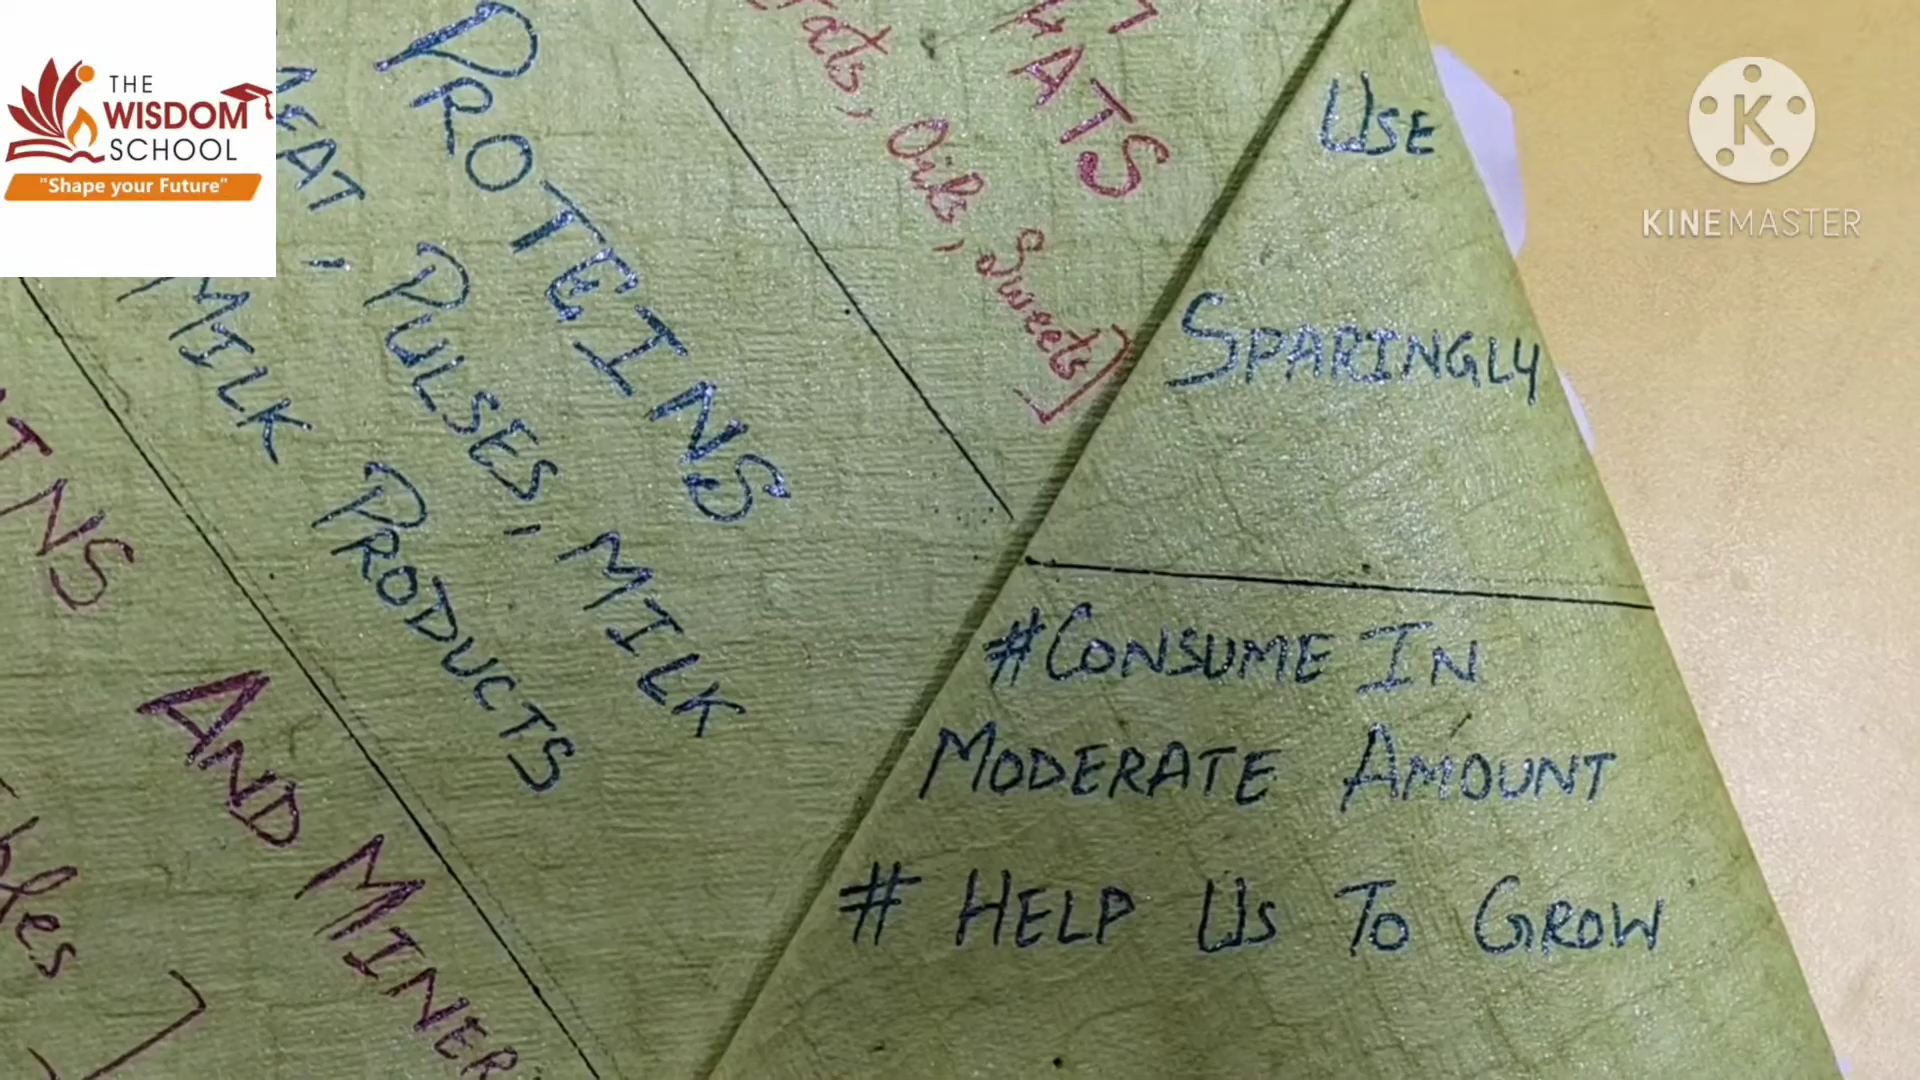 THE
WISDOM
SCHOOL
"Shape your Future"
KINEMASTER
FATS
Oils, Sweets]
PROTEINS
MEAT, PULSES, MILK
MILK PRODUCTS
AND MINER
USE
SPARINGLY
#CONSUME IN
MODERATE AMOUNT
# HELP US TO GROW